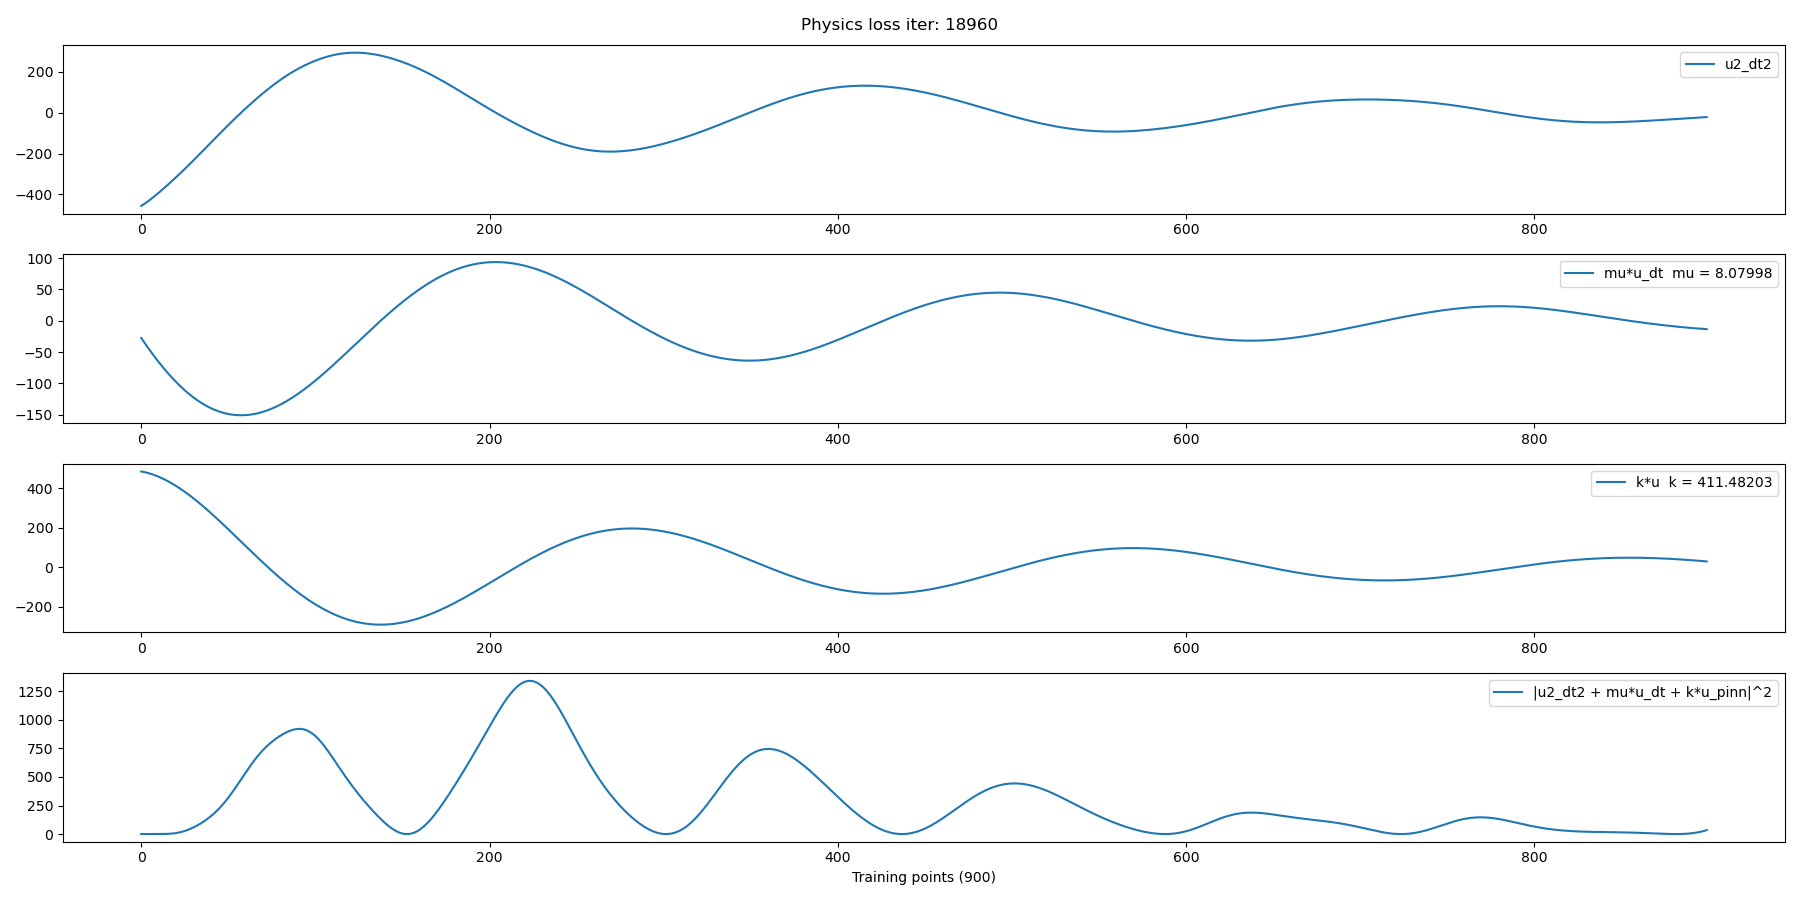 Physics loss iter: 18960
u2_dt2
200
0
−200
−400
0 200 400 600 800
mu*u_dt  mu = 8.07998
100
50
0
−50
−100
−150
0 200 400 600 800
k*u  k = 411.48203
400
200
0
−200
0 200 400 600 800
|u2_dt2 + mu*u_dt + k*u_pinn|^2
1250
1000
750
500
250
0
0 200 400 600 800
Training points (900)